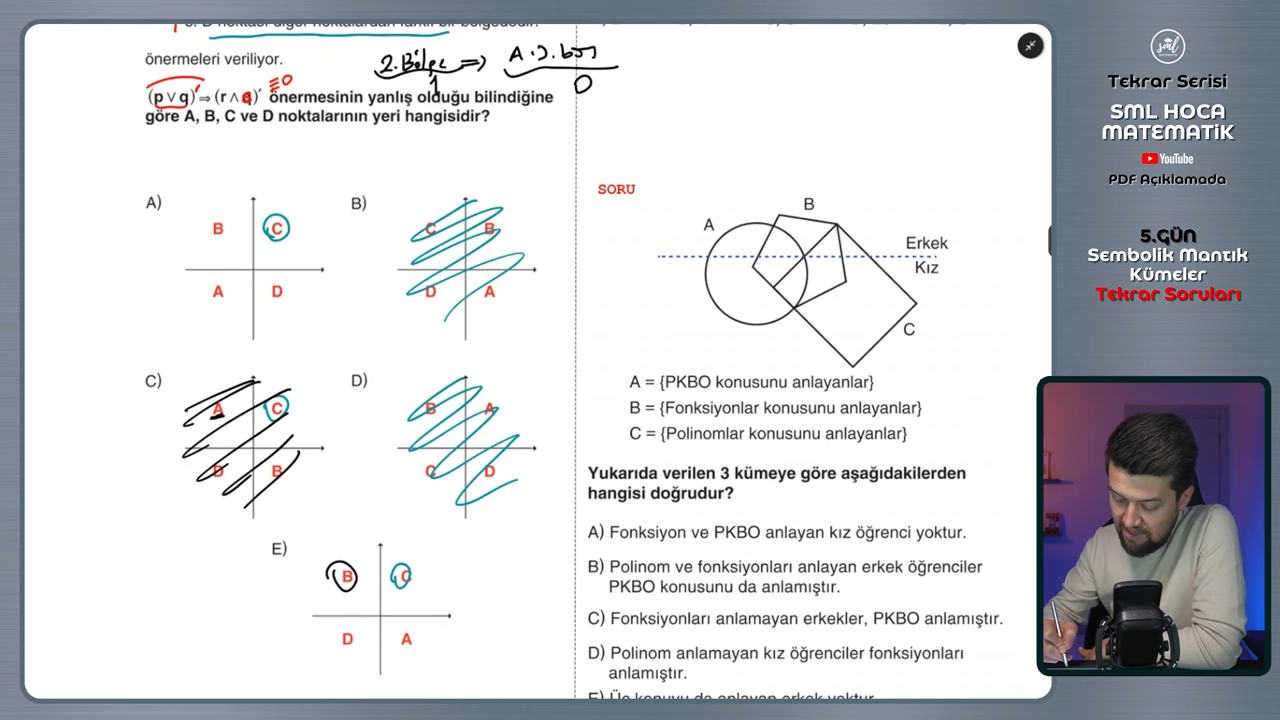 önermeleri veriliyor.
2. Bölge ⇒
1
0
(p ∨ q)' ⇒ (r ∧ q)' ≡0 önermesinin yanlış olduğu bilindiğine
göre A, B, C ve D noktalarının yeri hangisidir?
A)
B C
A D
B)
C B
D A
C)
A C
D B
D)
B A
C D
E)
B C
D A
SORU
A
B
C
Erkek
Kız
A = {PKBO konusunu anlayanlar}
B = {Fonksiyonlar konusunu anlayanlar}
C = {Polinomlar konusunu anlayanlar}
Yukarıda verilen 3 kümeye göre aşağıdakilerden
hangisi doğrudur?
A) Fonksiyon ve PKBO anlayan kız öğrenci yoktur.
B) Polinom ve fonksiyonları anlayan erkek öğrenciler
PKBO konusunu da anlamıştır.
C) Fonksiyonları anlamayan erkekler, PKBO anlamıştır.
D) Polinom anlamayan kız öğrenciler fonksiyonları
anlamıştır.
sml
Tekrar Serisi
SML HOCA
MATEMATİK
YouTube
PDF Açıklamada
5.GÜN
Sembolik Mantık
Kümeler
Tekrar Soruları